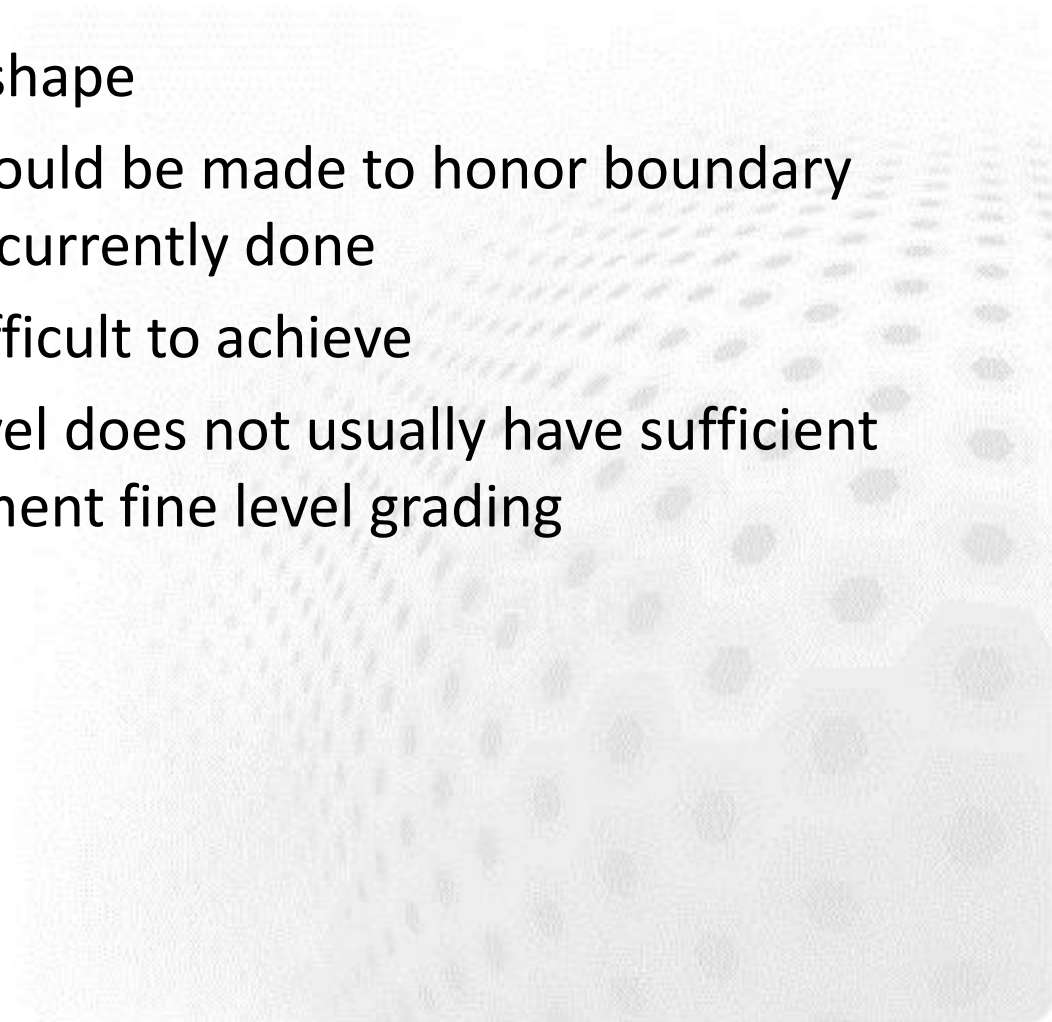 shape
ould be made to honor boundary
currently done
fficult to achieve
vel does not usually have sufficient
nent fine level grading